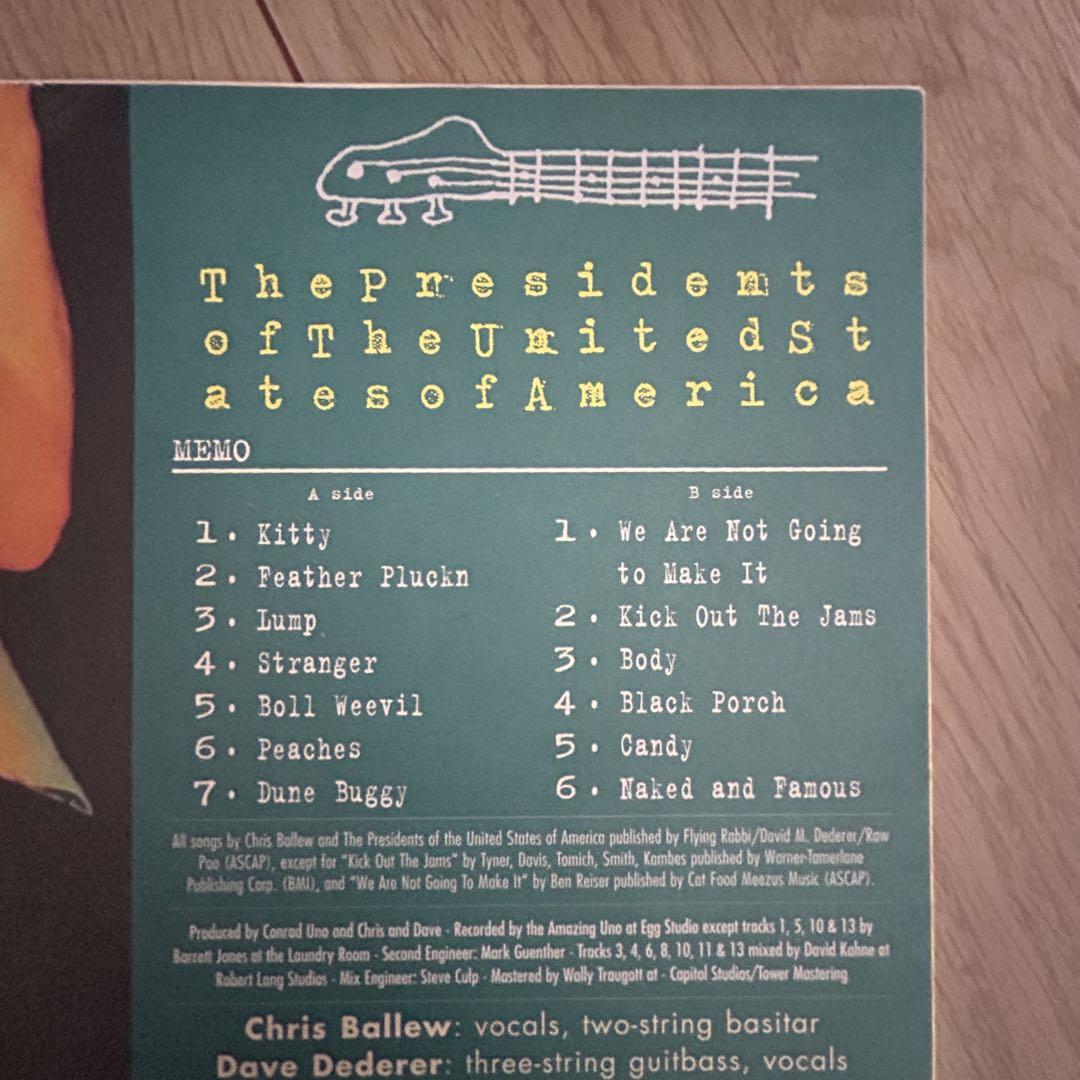 ThePresidents
ofTheUnitedSt
atesofAmerica
MEMO
A side
1. Kitty
2. Feather Pluckn
3. Lump
4. Stranger
5. Boll Weevil
6. Peaches
7. Dune Buggy
B side
1. We Are Not Going
to Make It
2. Kick Out The Jams
3. Body
4. Black Porch
5. Candy
6. Naked and Famous
All songs by Chris Ballew and The Presidents of the United States of America published by Flying Rabbi/David M. Dederer/Raw
Poo (ASCAP), except for "Kick Out The Jams" by Tyner, Davis, Tomich, Smith, Kambes published by Warner-Tamerlane
Publishing Corp. (BMI), and "We Are Not Going To Make It" by Ben Reiser published by Cat Food Meezus Music (ASCAP).
Produced by Conrad Uno and Chris and Dave - Recorded by the Amazing Uno at Egg Studio except tracks 1, 5, 10 & 13 by
Barrett Jones at the Laundry Room - Second Engineer: Mark Guenther - Tracks 3, 4, 6, 8, 10, 11 & 13 mixed by David Kahne at
Robert Lang Studios - Mix Engineer: Steve Culp - Mastered by Wally Traugott at - Capitol Studios/Tower Mastering
Chris Ballew: vocals, two-string basitar
Dave Dederer: three-string guitbass, vocals